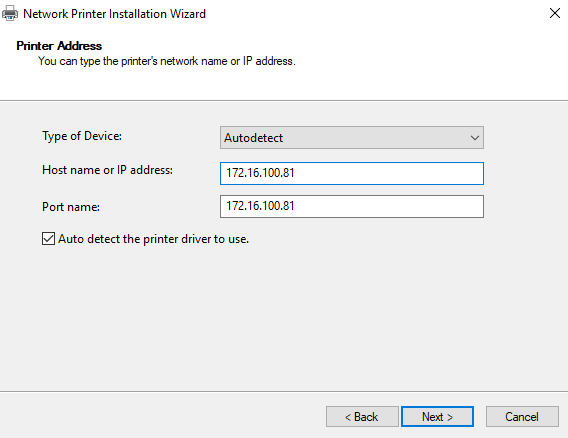 Network Printer Installation Wizard
Printer Address
You can type the printer's network name or IP address.
Type of Device:
Autodetect
Host name or IP address:
172.16.100.81
Port name:
172.16.100.81
Auto detect the printer driver to use.
< Back
Next >
Cancel